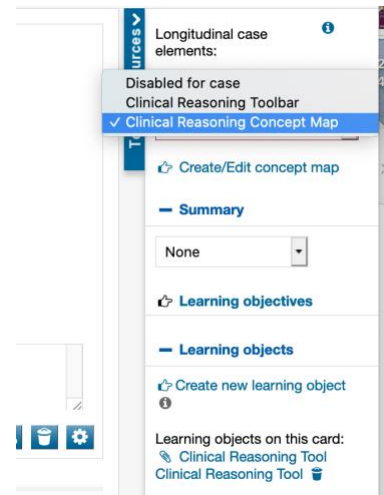 Longitudinal case
elements:
Disabled for case
Clinical Reasoning Toolbar
✓ Clinical Reasoning Concept Map
Create/Edit concept map
– Summary
None
Learning objectives
– Learning objects
Create new learning object
Learning objects on this card:
Clinical Reasoning Tool
Clinical Reasoning Tool